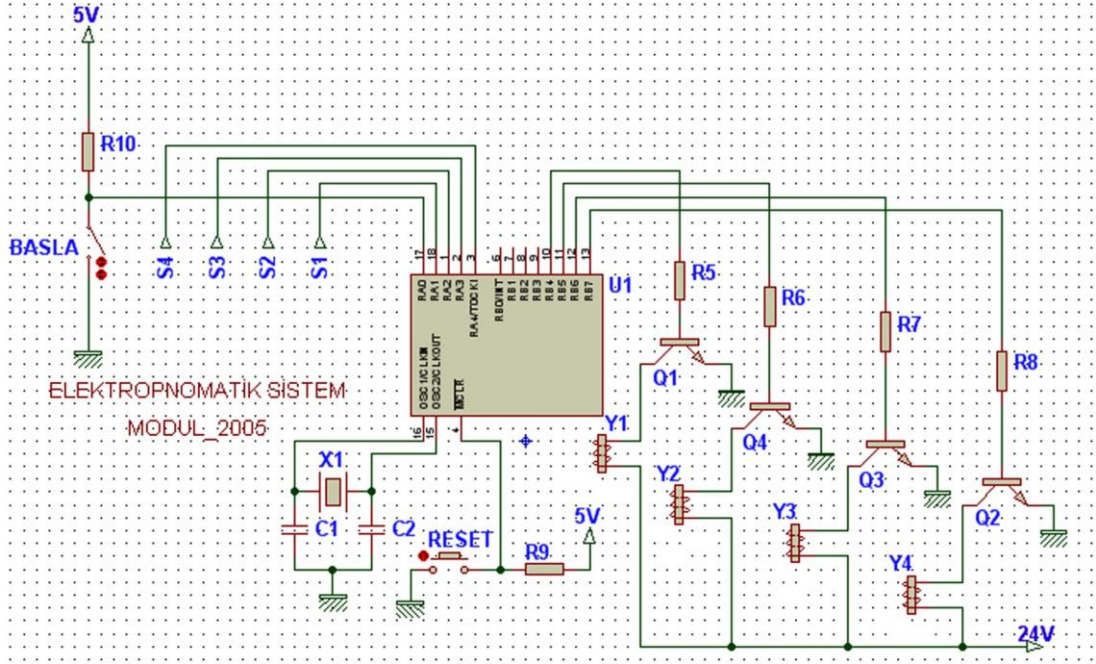 5V
R10
BASLA
S4
S3
S2
S1
17
18
1
2
3
6
7
8
9
10
11
12
13
RA0
RA1
RA2
RA3
RA4/T0CKI
RB0/INT
RB1
RB2
RB3
RB4
RB5
RB6
RB7
U1
OSC1/CLKIN
OSC2/CLKOUT
MCLR
16
15
4
R5
R6
R7
R8
Q1
Q4
Q3
Q2
Y1
Y2
Y3
Y4
ELEKTROPNOMATİK SİSTEM
MODUL_2005
X1
C1
C2
RESET
R9
5V
24V